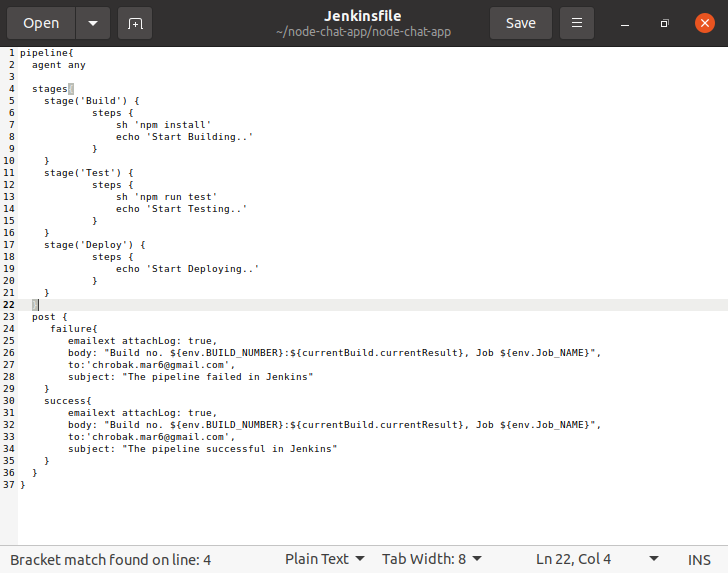 Open
Jenkinsfile
~/node-chat-app/node-chat-app
Save
1 pipeline{
2   agent any
3
4   stages{
5     stage('Build') {
6             steps {
7                 sh 'npm install'
8                 echo 'Start Building..'
9             }
10     }
11     stage('Test') {
12             steps {
13                 sh 'npm run test'
14                 echo 'Start Testing..'
15             }
16     }
17     stage('Deploy') {
18             steps {
19                 echo 'Start Deploying..'
20             }
21     }
22   }
23   post {
24      failure{
25         emailext attachLog: true,
26         body: "Build no. ${env.BUILD_NUMBER}:${currentBuild.currentResult}, Job ${env.Job_NAME}",
27         to:'chrobak.mar6@gmail.com',
28         subject: "The pipeline failed in Jenkins"
29     }
30     success{
31         emailext attachLog: true,
32         body: "Build no. ${env.BUILD_NUMBER}:${currentBuild.currentResult}, Job ${env.Job_NAME}",
33         to:'chrobak.mar6@gmail.com',
34         subject: "The pipeline successful in Jenkins"
35     }
36   }
37 }
Bracket match found on line: 4 Plain Text Tab Width: 8 Ln 22, Col 4 INS